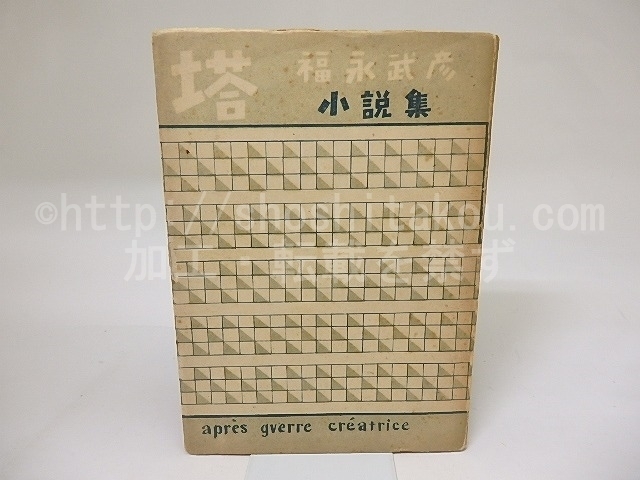 塔
福永武彦
小説集
©http://shoshitakou.com
加工・転載を禁ず
après gverre créatrice